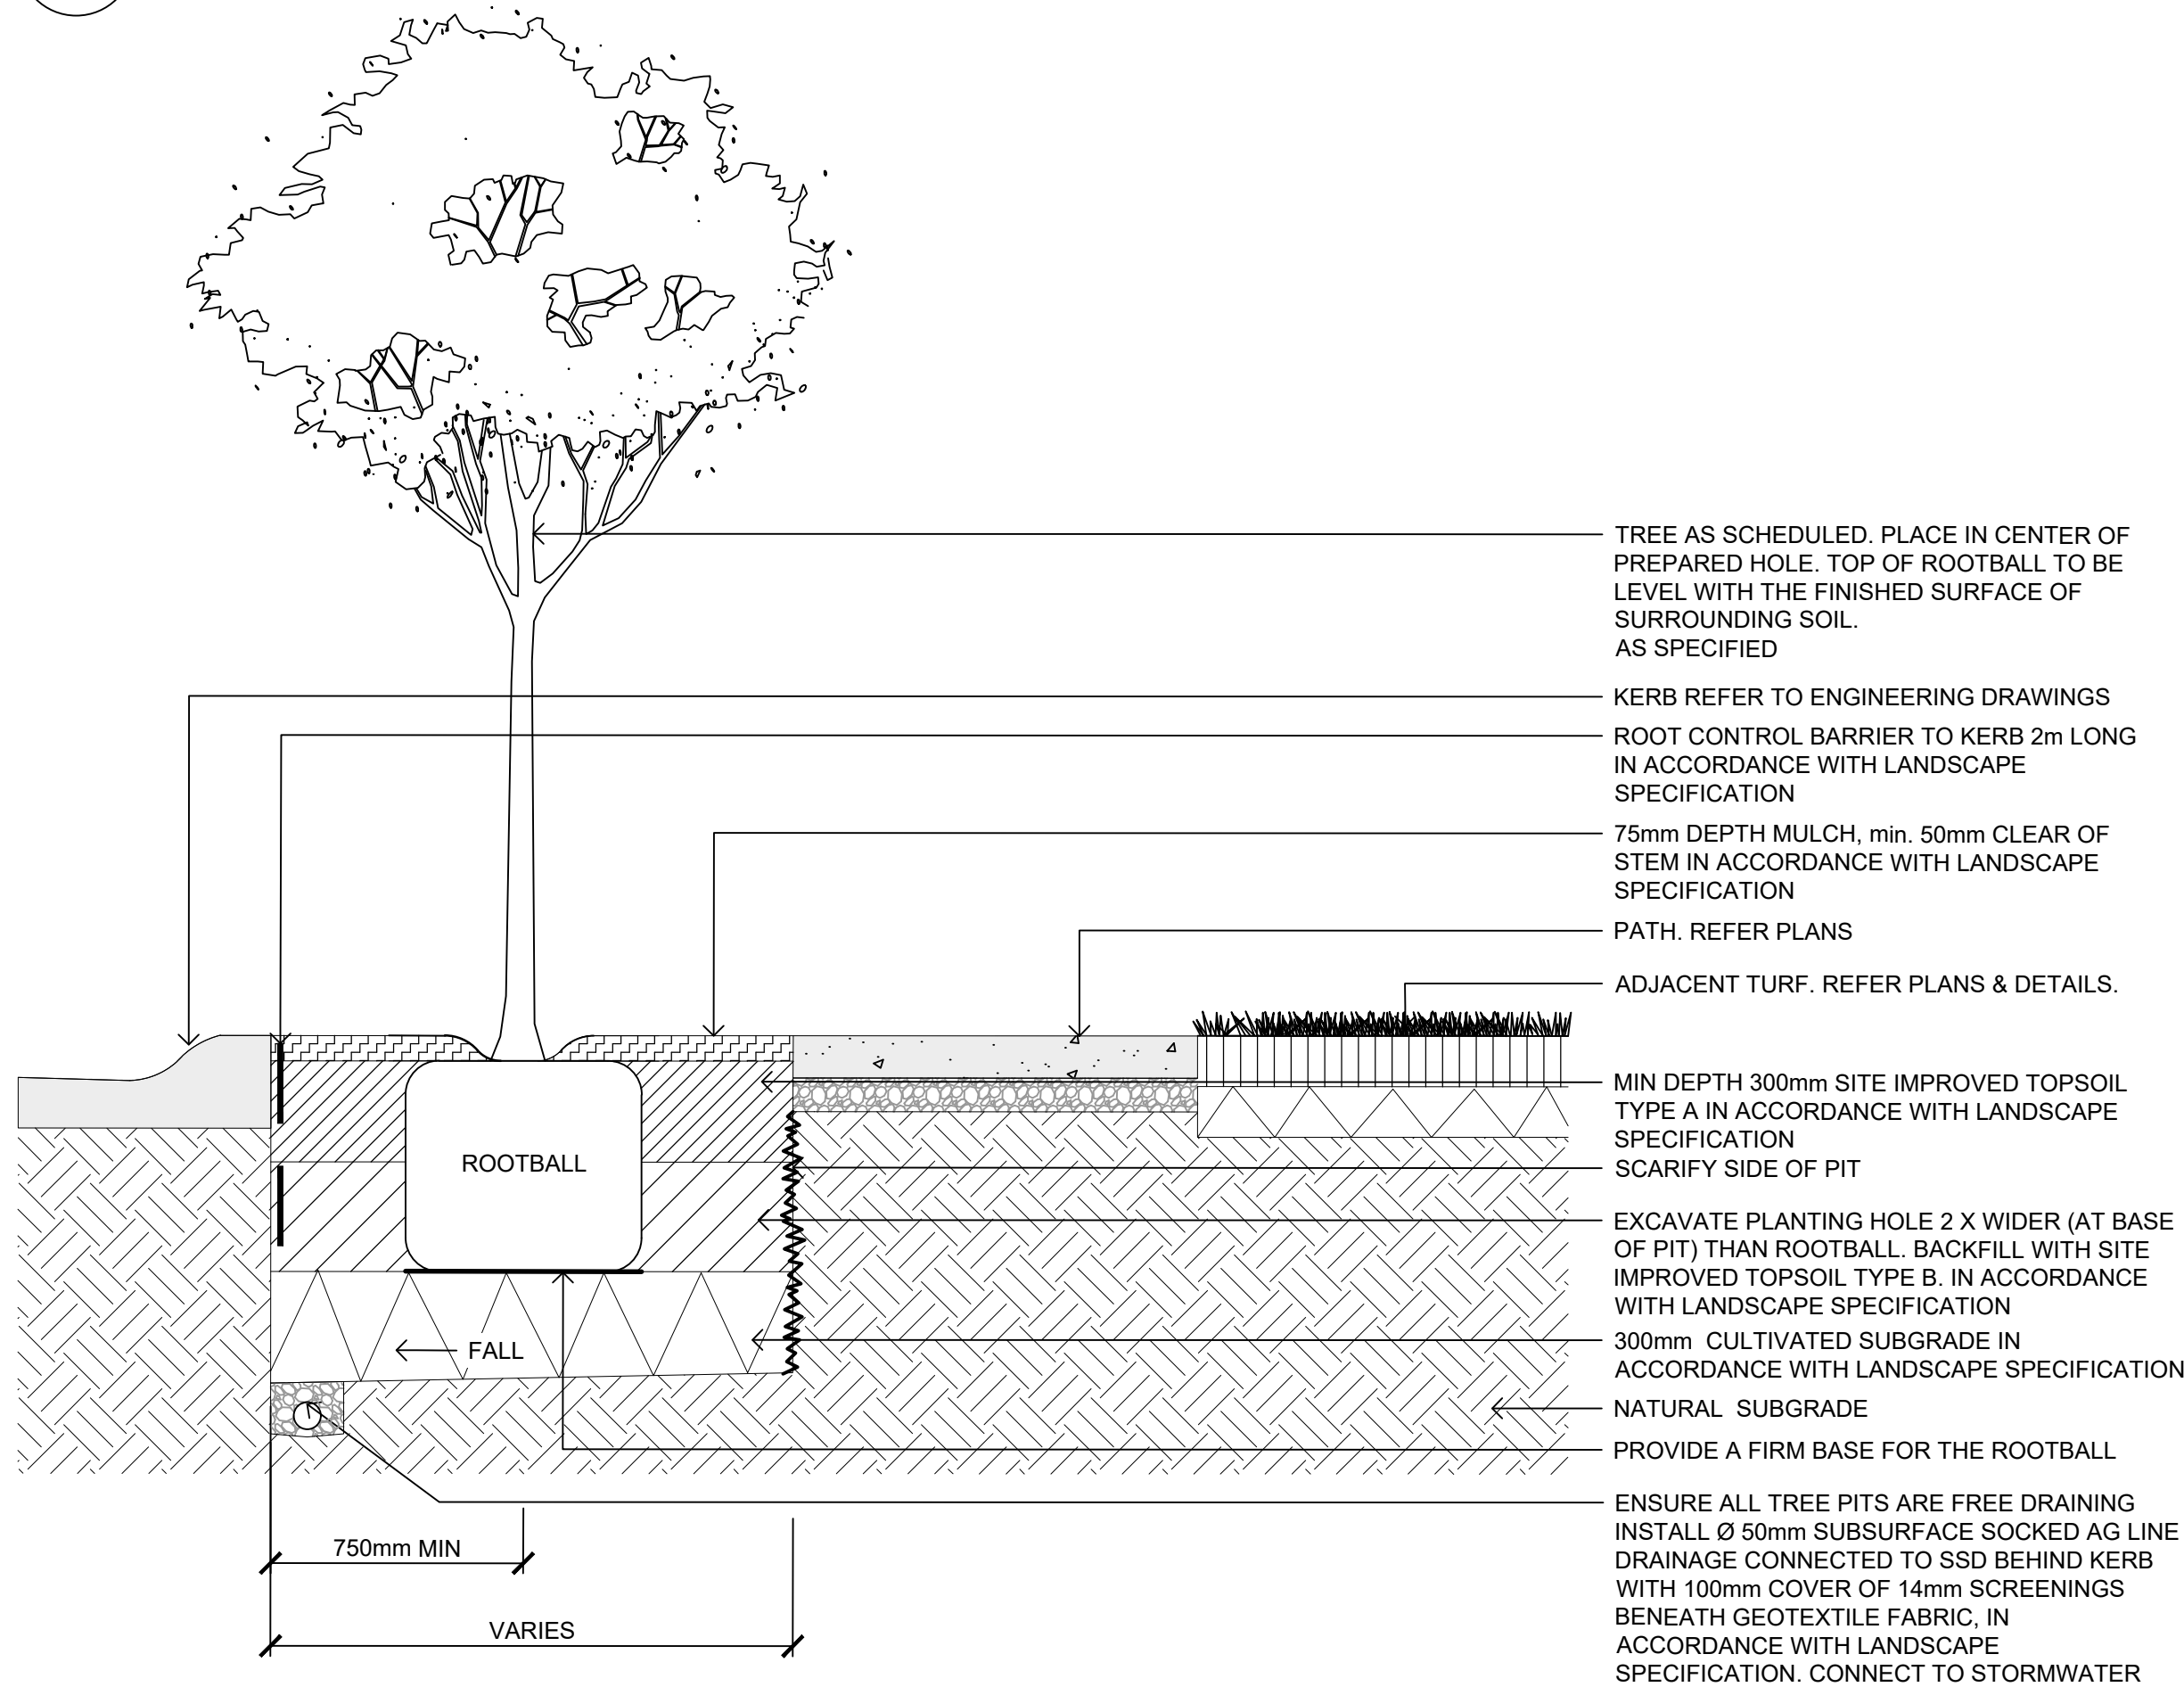 TREE AS SCHEDULED. PLACE IN CENTER OF
PREPARED HOLE. TOP OF ROOTBALL TO BE
LEVEL WITH THE FINISHED SURFACE OF
SURROUNDING SOIL.
AS SPECIFIED
KERB REFER TO ENGINEERING DRAWINGS
ROOT CONTROL BARRIER TO KERB 2m LONG
IN ACCORDANCE WITH LANDSCAPE
SPECIFICATION
75mm DEPTH MULCH, min. 50mm CLEAR OF
STEM IN ACCORDANCE WITH LANDSCAPE
SPECIFICATION
PATH. REFER PLANS
ADJACENT TURF. REFER PLANS & DETAILS.
MIN DEPTH 300mm SITE IMPROVED TOPSOIL
TYPE A IN ACCORDANCE WITH LANDSCAPE
SPECIFICATION
SCARIFY SIDE OF PIT
ROOTBALL
EXCAVATE PLANTING HOLE 2 X WIDER (AT BASE
OF PIT) THAN ROOTBALL. BACKFILL WITH SITE
IMPROVED TOPSOIL TYPE B. IN ACCORDANCE
WITH LANDSCAPE SPECIFICATION
300mm CULTIVATED SUBGRADE IN
ACCORDANCE WITH LANDSCAPE SPECIFICATION
FALL
NATURAL SUBGRADE
PROVIDE A FIRM BASE FOR THE ROOTBALL
ENSURE ALL TREE PITS ARE FREE DRAINING
INSTALL Ø 50mm SUBSURFACE SOCKED AG LINE
DRAINAGE CONNECTED TO SSD BEHIND KERB
WITH 100mm COVER OF 14mm SCREENINGS
BENEATH GEOTEXTILE FABRIC, IN
ACCORDANCE WITH LANDSCAPE
SPECIFICATION. CONNECT TO STORMWATER
750mm MIN
VARIES